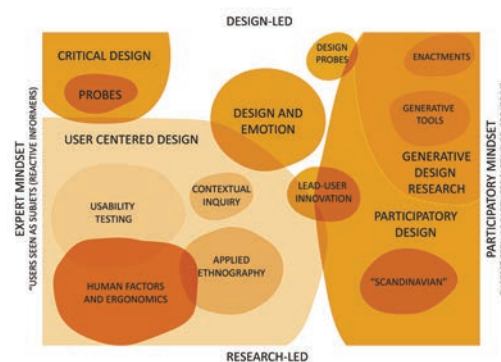 DESIGN-LED
CRITICAL DESIGN
PROBES
DESIGN
PROBES
ENACTMENTS
GENERATIVE
TOOLS
DESIGN AND
EMOTION
USER CENTERED DESIGN
GENERATIVE
DESIGN
RESEARCH
CONTEXTUAL
INQUIRY
LEAD-USER
INNOVATION
USABILITY
TESTING
PARTICIPATORY
DESIGN
APPLIED
ETHNOGRAPHY
HUMAN FACTORS
AND ERGONOMICS
"SCANDINAVIAN"
EXPERT MINDSET
"USERS SEEN AS SUBJETS (REACTIVE INFORMERS)
PARTICIPATORY MINDSET
RESEARCH-LED